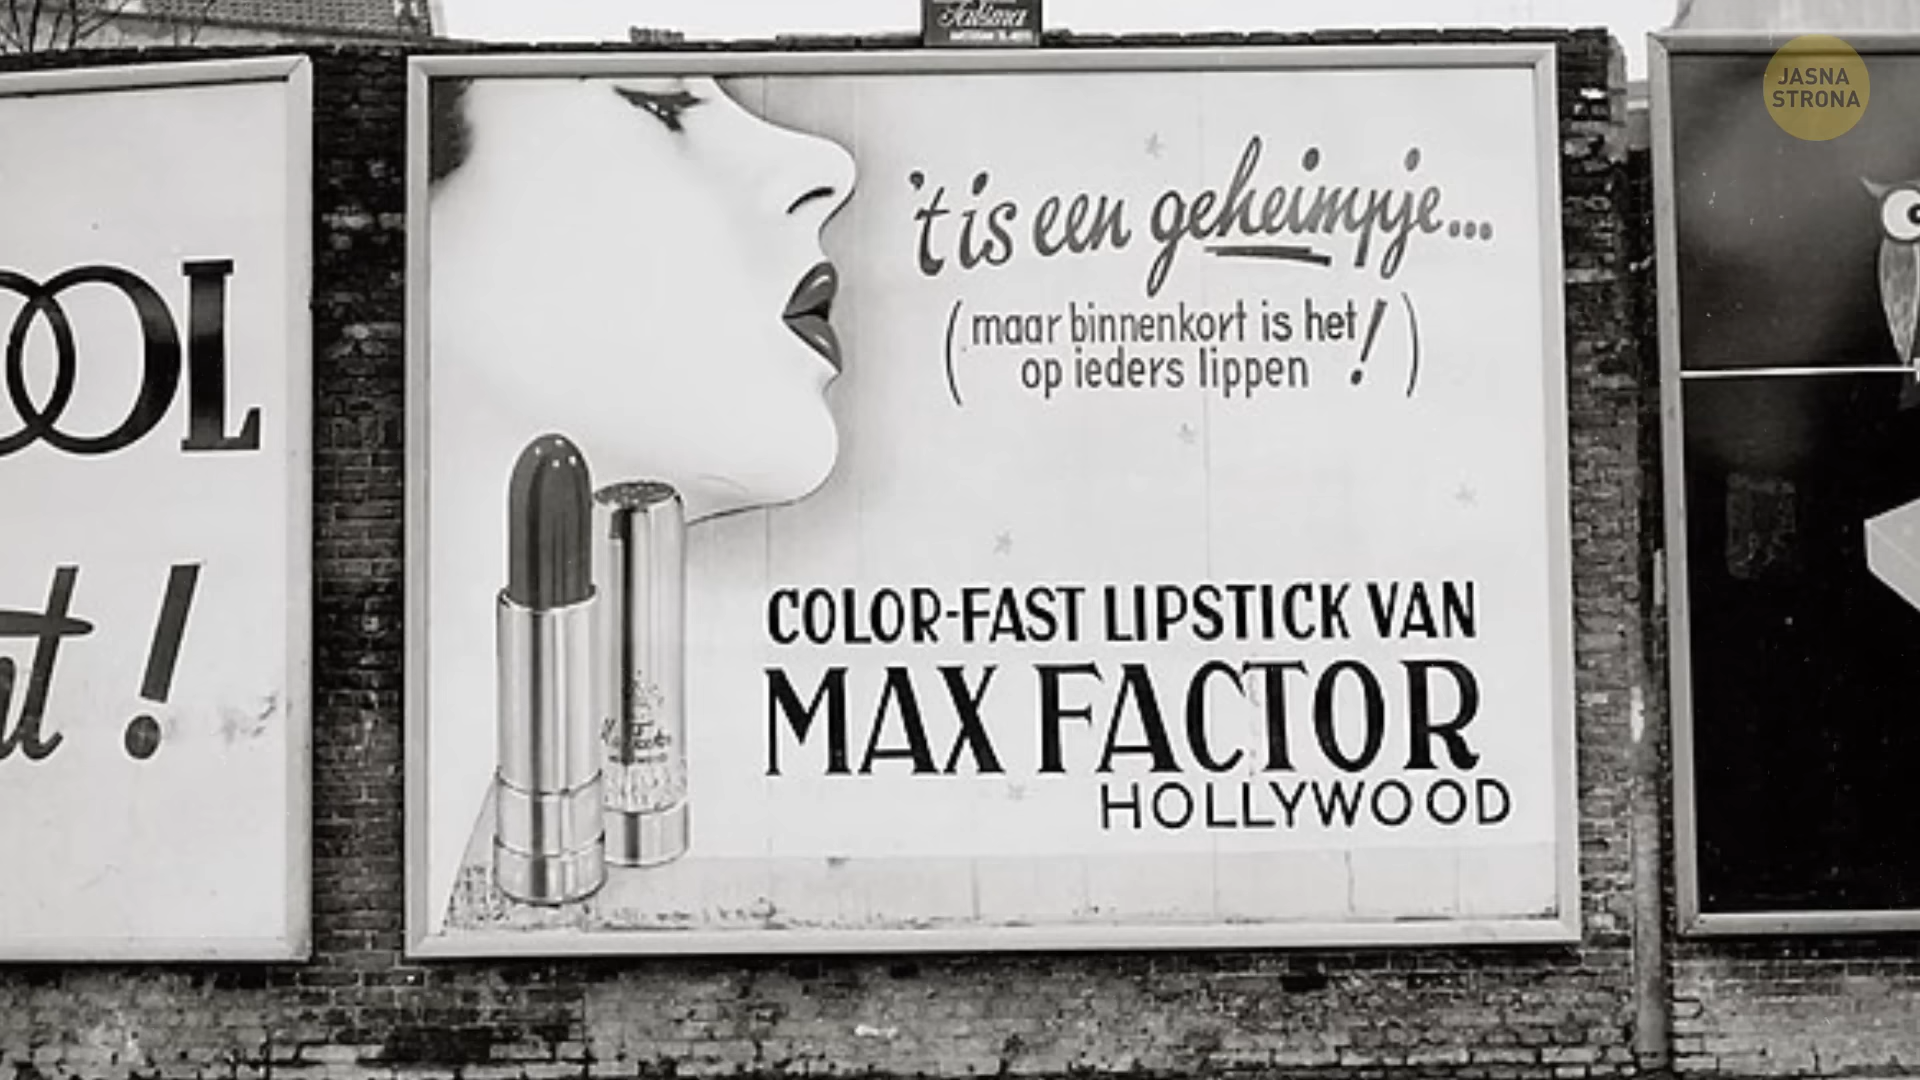 JASNA
STRONA
OOL
't is een geheimpje...
(maar binnenkort is het
op ieders lippen!)
t!
COLOR-FAST LIPSTICK VAN
MAX FACTOR
HOLLYWOOD